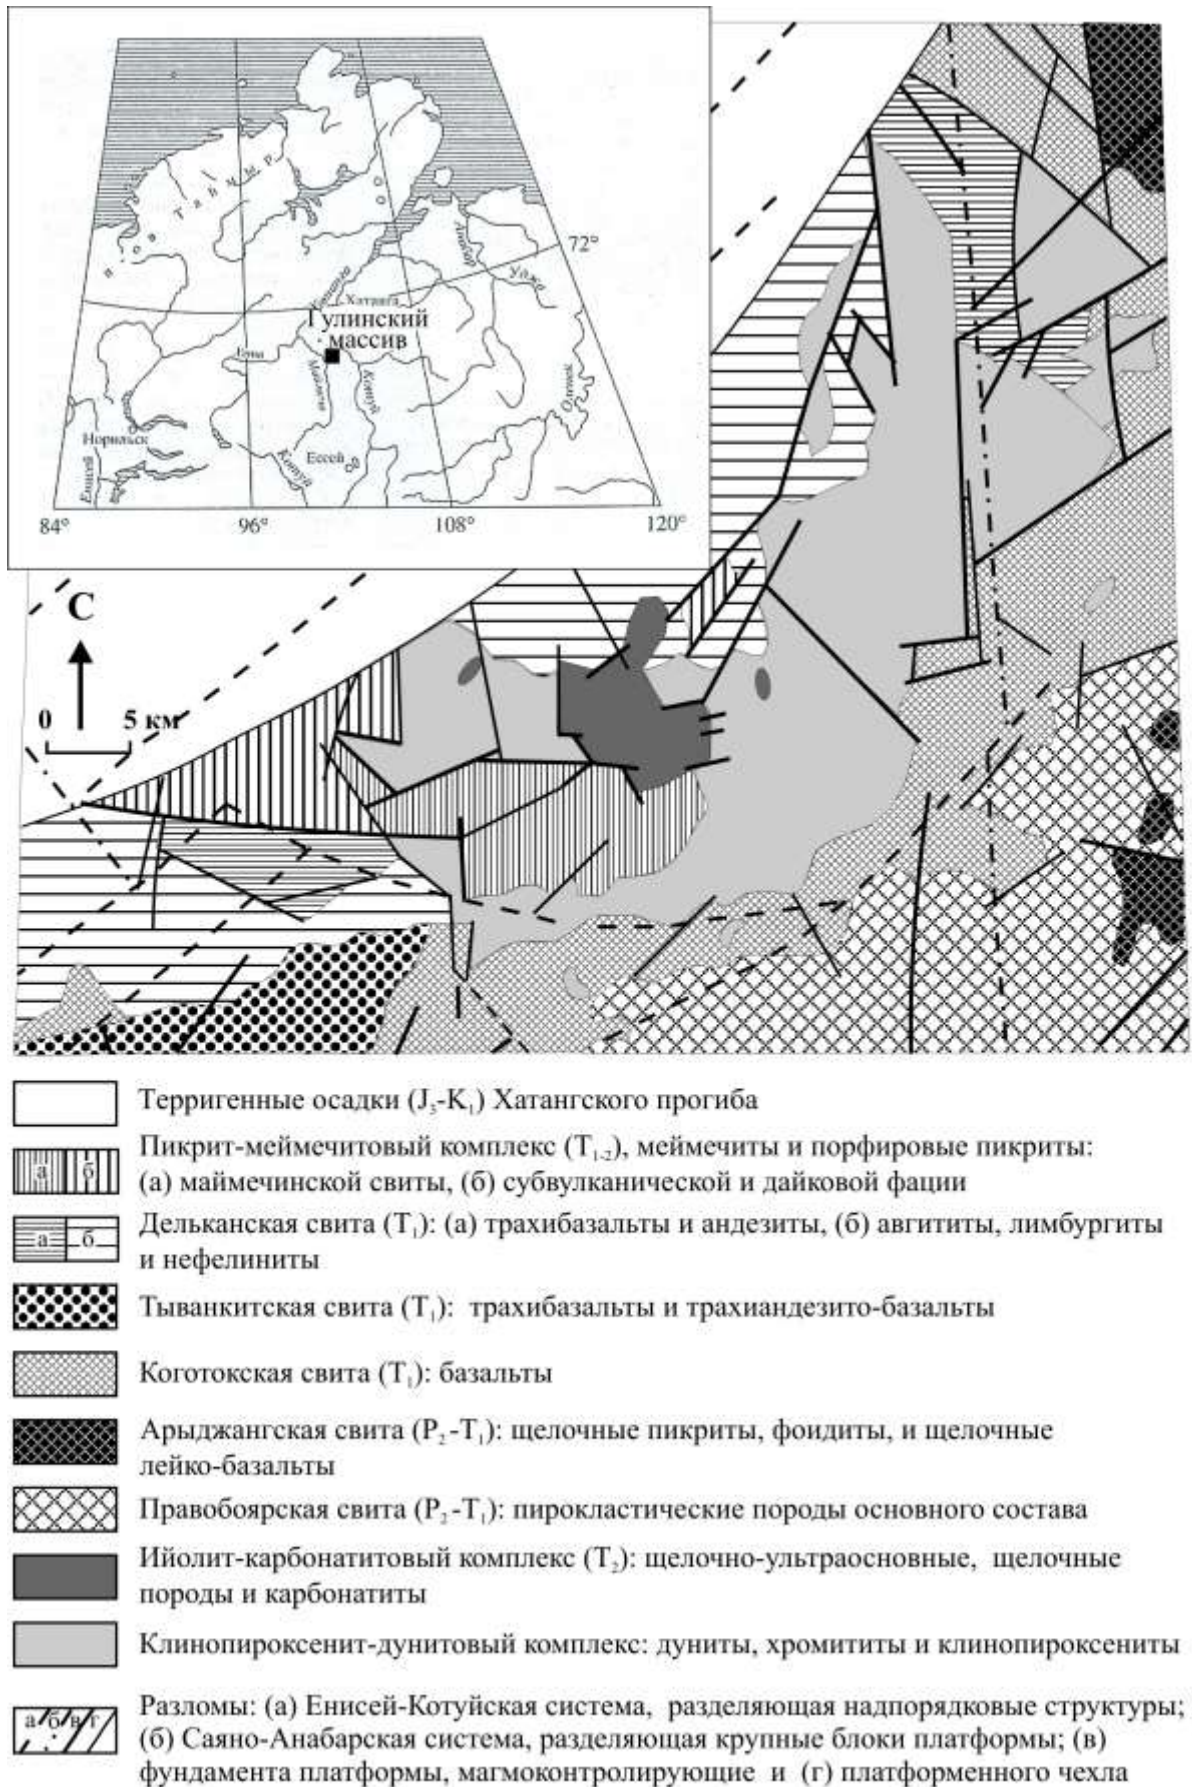 Таймыр
72°
Анабар
Уджа
Хатанга
Гулинский
массив
Маймеча
Котуй
Оленек
Норильск
Ессей
Котуй
Енисей
84°
96°
108°
120°
С
0 5 км
Терригенные осадки (J₃-K₁) Хатангского прогиба
Пикрит-меймечитовый комплекс (T₁₋₂), меймечиты и порфировые пикриты:
а б
(а) маймечинской свиты, (б) субвулканической и дайковой фации
Делькaнская свита (T₁): (а) трахибазальты и андезиты, (б) авгититы, лимбургиты
а б
и нефелиниты
Тыванкитская свита (T₁): трахибазальты и трахиандезито-базальты
Коготокская свита (T₁): базальты
Арыджангская свита (P₂-T₁): щелочные пикриты, фоидиты, и щелочные
лейко-базальты
Правобоярская свита (P₂-T₁): пирокластические породы основного состава
Ийолит-карбонатитовый комплекс (T₂): щелочно-ультраосновные, щелочные
породы и карбонатиты
Клинопироксенит-дунитовый комплекс: дуниты, хромититы и клинопироксениты
Разломы: (а) Енисей-Котуйская система, разделяющая надпорядковые структуры;
а б в г
(б) Саяно-Анабарская система, разделяющая крупные блоки платформы; (в)
фундамента платформы, магмоконтролирующие и (г) платформенного чехла